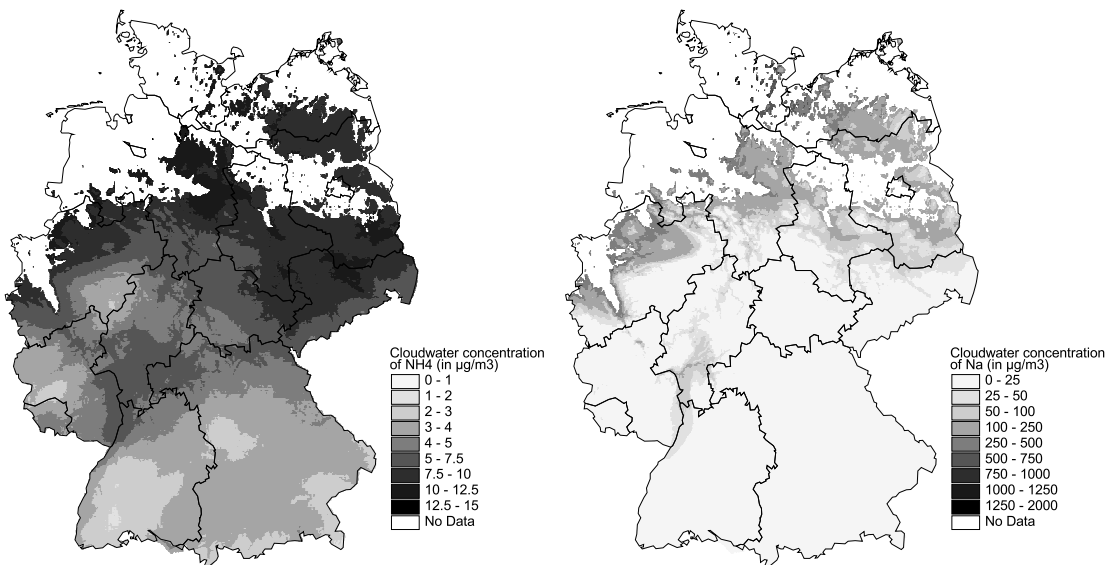 Cloudwater concentration
of NH4 (in µg/m3)
0 - 1
1 - 2
2 - 3
3 - 4
4 - 5
5 - 7.5
7.5 - 10
10 - 12.5
12.5 - 15
No Data
Cloudwater concentration
of Na (in µg/m3)
0 - 25
25 - 50
50 - 100
100 - 250
250 - 500
500 - 750
750 - 1000
1000 - 1250
1250 - 2000
No Data